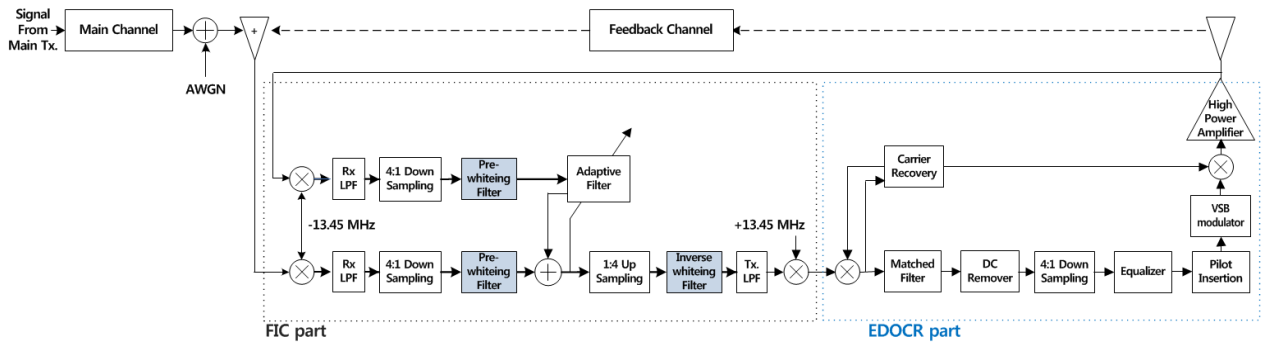 Signal
From
Main Tx.
Main Channel
+
Feedback Channel
AWGN
High
Power
Amplifier
Rx
LPF
4:1 Down
Sampling
Pre-
whiteing
Filter
Adaptive
Filter
Carrier
Recovery
-13.45 MHz
+13.45 MHz
VSB
modulator
Rx
LPF
4:1 Down
Sampling
Pre-
whiteing
Filter
1:4 Up
Sampling
Inverse
whiteing
Filter
Tx.
LPF
Matched
Filter
DC
Remover
4:1 Down
Sampling
Equalizer
Pilot
Insertion
FIC part
EDOCR part